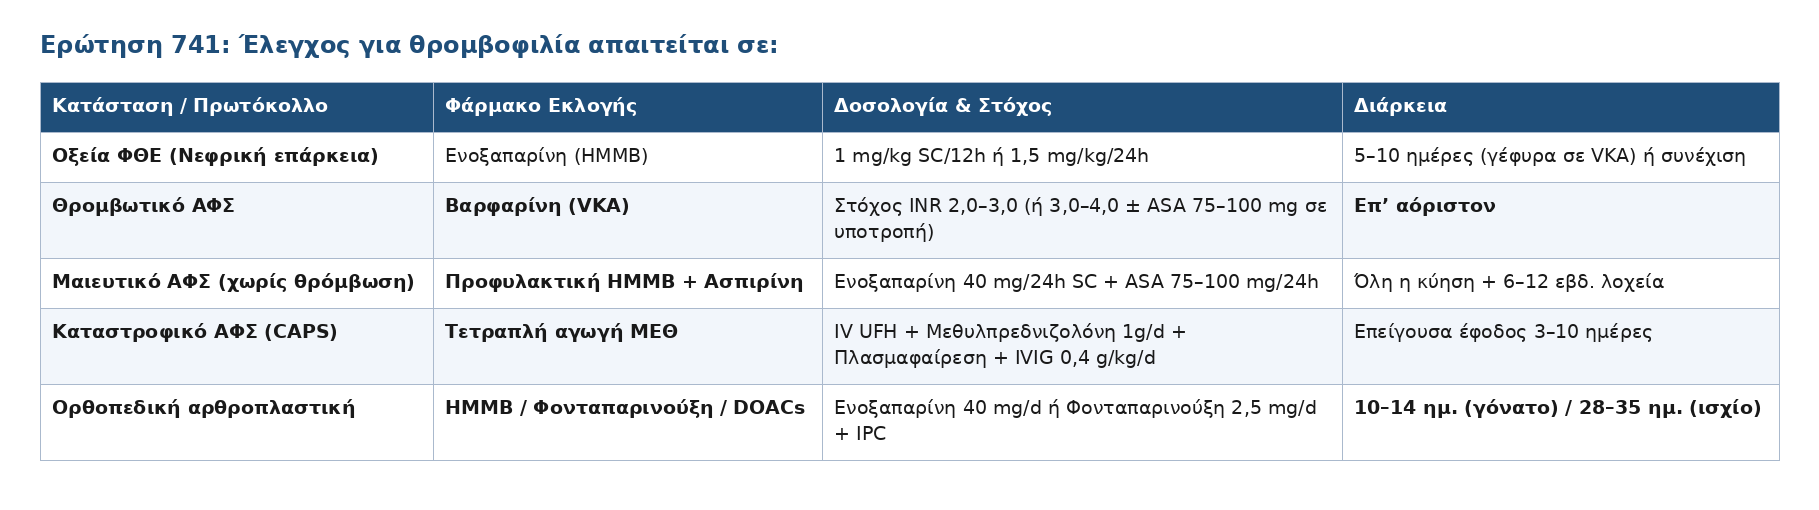 Ερώτηση 741: Έλεγχος για θρομβοφιλία απαιτείται σε:
Κατάσταση / Πρωτόκολλο Φάρμακο Εκλογής Δοσολογία & Στόχος Διάρκεια
Οξεία ΦΘΕ (Νεφρική επάρκεια) Ενοξαπαρίνη (ΗΜΜΒ) 1 mg/kg SC/12h ή 1,5 mg/kg/24h 5–10 ημέρες (γέφυρα σε VKA) ή συνέχιση
Θρομβωτικό ΑΦΣ Βαρφαρίνη (VKA) Στόχος INR 2,0–3,0 (ή 3,0–4,0 ± ASA 75–100 mg σε
υποτροπή) Επ’ αόριστον
Μαιευτικό ΑΦΣ (χωρίς θρόμβωση) Προφυλακτική ΗΜΜΒ + Ασπιρίνη Ενοξαπαρίνη 40 mg/24h SC + ASA 75–100 mg/24h Όλη η κύηση + 6–12 εβδ. λοχεία
Καταστροφικό ΑΦΣ (CAPS) Τετραπλή αγωγή ΜΕΘ IV UFH + Μεθυλπρεδνιζολόνη 1g/d +
Πλασμαφαίρεση + IVIG 0,4 g/kg/d Επείγουσα έφοδος 3–10 ημέρες
Ορθοπεδική αρθροπλαστική ΗΜΜΒ / Φονταπαρινούξη / DOACs Ενοξαπαρίνη 40 mg/d ή Φονταπαρινούξη 2,5 mg/d
+ IPC 10–14 ημ. (γόνατο) / 28–35 ημ. (ισχίο)